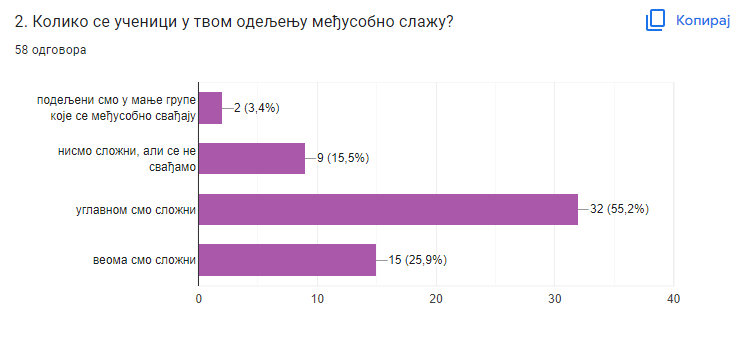 2. Колико се ученици у твом одељењу међусобно слажу?
Копирај
58 одговора
подељени смо у мање групе
које се међусобно свађају
2 (3,4%)
нисмо сложни, али се не
свађамо
9 (15,5%)
углавном смо сложни
32 (55,2%)
веома смо сложни
15 (25,9%)
0 10 20 30 40